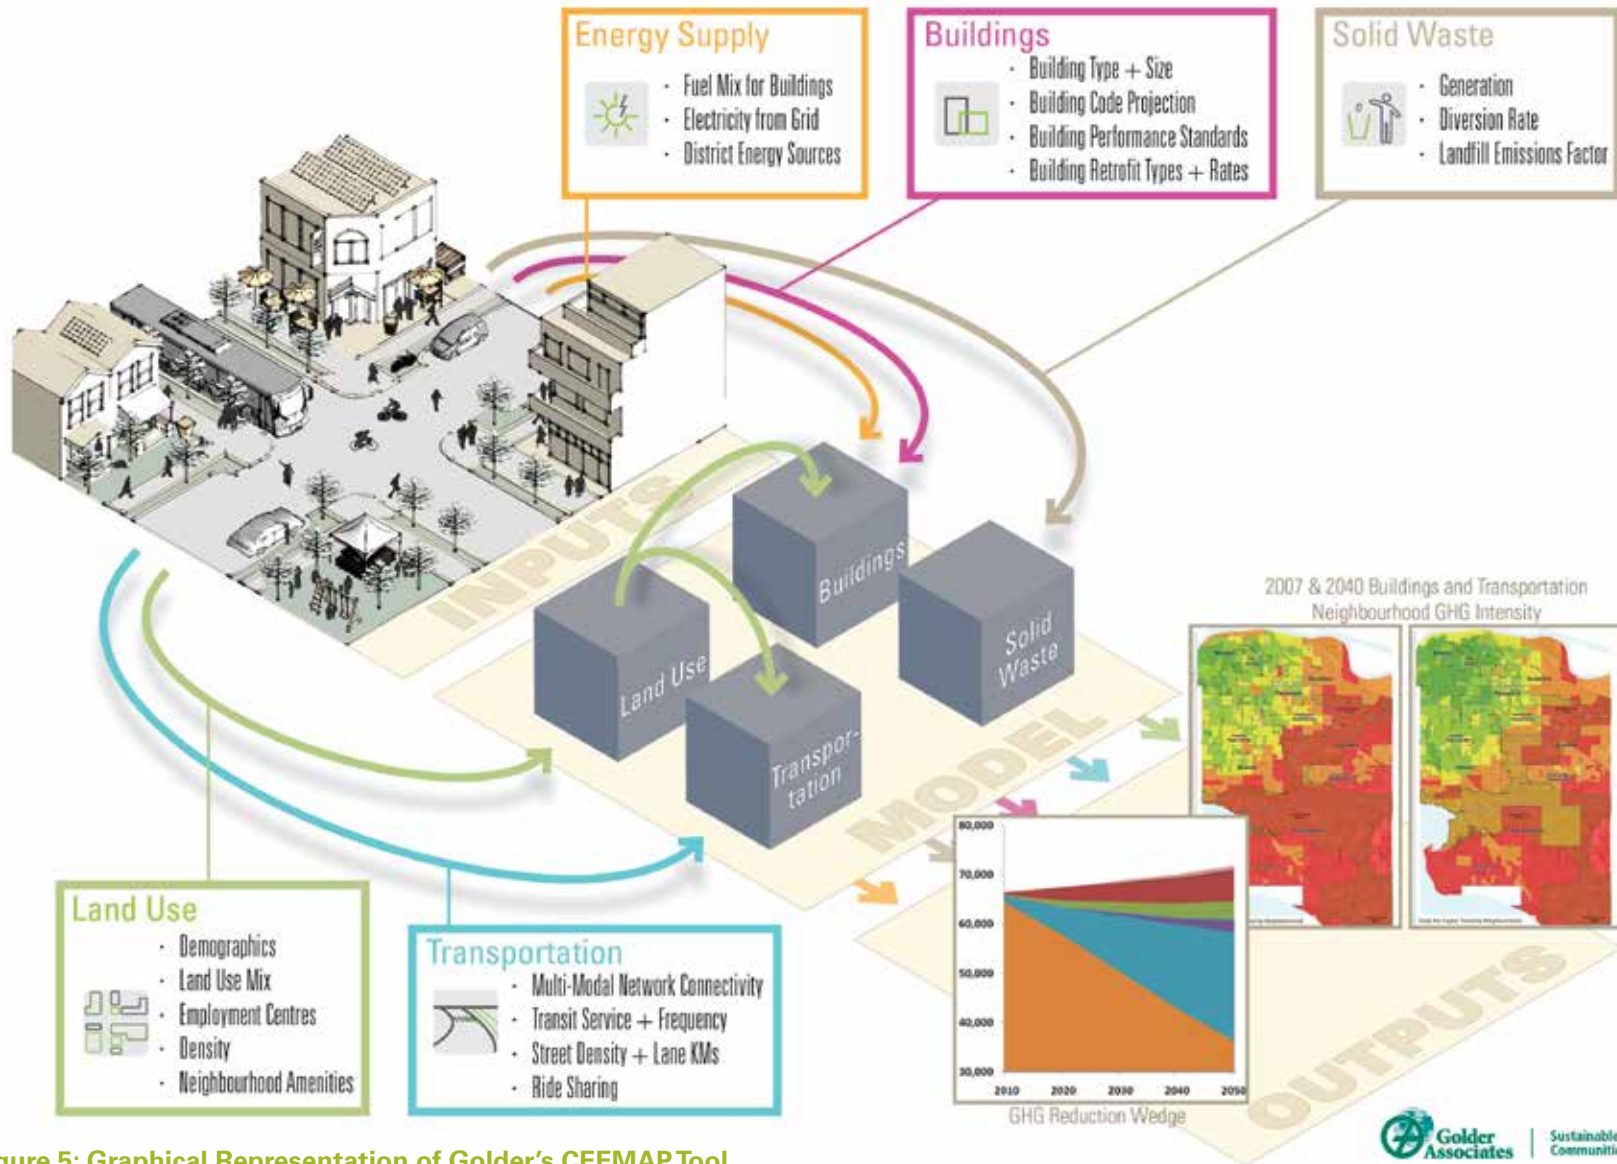 Energy Supply
· Fuel Mix for Buildings
· Electricity from Grid
· District Energy Sources
Buildings
· Building Type + Size
· Building Code Projection
· Building Performance Standards
· Building Retrofit Types + Rates
Solid Waste
· Generation
· Diversion Rate
· Landfill Emissions Factor
INPUTS
Buildings
Land Use
Solid
Waste
Transpor-
tation
MODEL
2007 & 2040 Buildings and Transportation
Neighbourhood GHG Intensity
80,000
70,000
60,000
50,000
40,000
30,000
2010 2020 2030 2040 2050
GHG Reduction Wedge
OUTPUTS
Land Use
· Demographics
· Land Use Mix
· Employment Centres
· Density
· Neighbourhood Amenities
Transportation
· Multi-Modal Network Connectivity
· Transit Service + Frequency
· Street Density + Lane KMs
· Ride Sharing
Golder
Associates
Sustainable
Communiti
gure 5: Graphical Representation of Golder's CEEMAP Tool